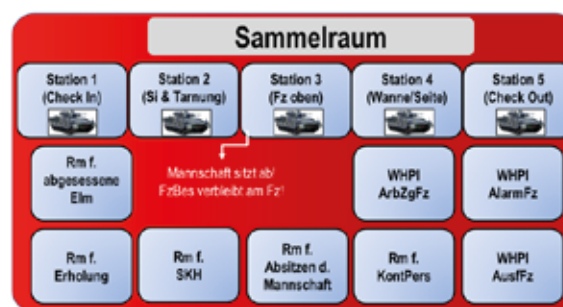 Sammelraum
Station 1
(Check In)
Station 2
(Si & Tarnung)
Station 3
(Fz oben)
Station 4
(Wanne/Seite)
Station 5
(Check Out)
Rm f.
abgesessene
Elm
Mannschaft sitzt ab/
FzBes verbleibt am Fz!
WHPl
ArbZgFz
WHPl
AlarmFz
Rm f.
Erholung
Rm f.
SKH
Rm f.
Absitzen d.
Mannschaft
Rm f.
KontPers
WHPl
AusfFz